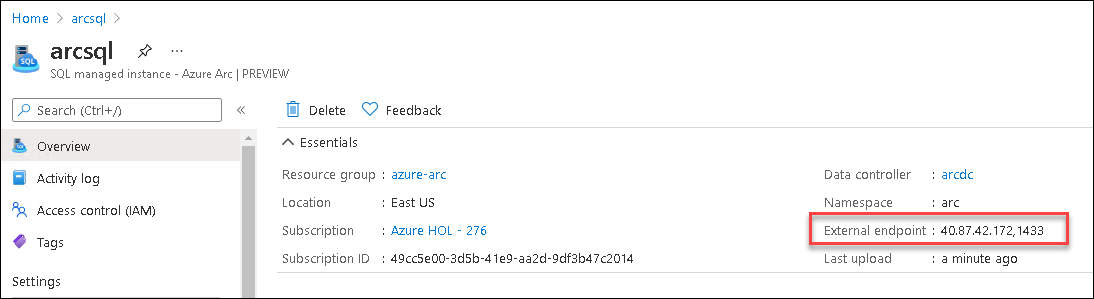 Home > arcsql >
arcsql ...
SQL
SQL managed instance - Azure Arc | PREVIEW
Search (Ctrl+/) «
Overview
Activity log
Access control (IAM)
Tags
Settings
Delete Feedback
Essentials
Resource group : azure-arc
Location : East US
Subscription : Azure HOL - 276
Subscription ID : 49cc5e00-3d5b-41e9-aa2d-9df3b47c2014
Data controller : arcdc
Namespace : arc
External endpoint : 40.87.42.172,1433
Last upload : a minute ago